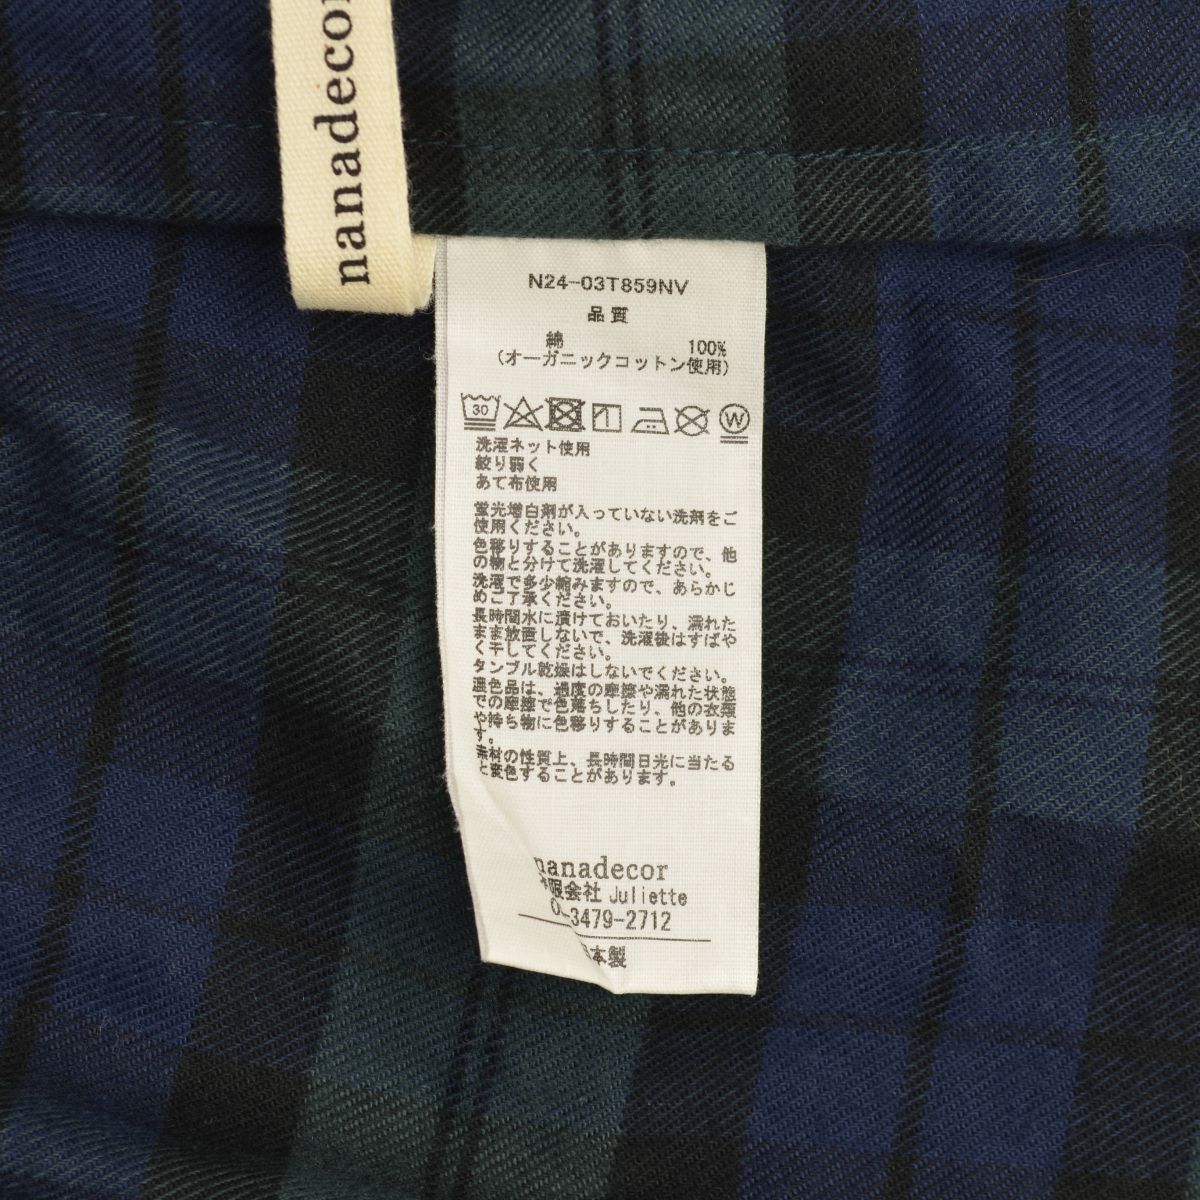 nanadecor
N24-03T859NV
品質
綿 100%
(オーガニックコットン使用)
30
W
洗濯ネット使用
絞り弱く
あて布使用
蛍光増白剤が入っていない洗剤をご
使用ください。
色移りすることがありますので、他
の物と分けて洗濯してください。
洗濯で多少縮みますので、あらかじ
めご了承ください。
長時間水に漬けておいたり、濡れた
まま放置しないで、洗濯後はすばや
く干してください。
タンブル乾燥はしないでください。
濃色品は、過度の摩擦や濡れた状態
での摩擦で色落ちしたり、他の衣類
や持ち物に色移りすることがありま
す。
素材の性質上、長時間日光に当たる
と変色することがあります。
nanadecor
限会社 Juliette
3479-2712
本製